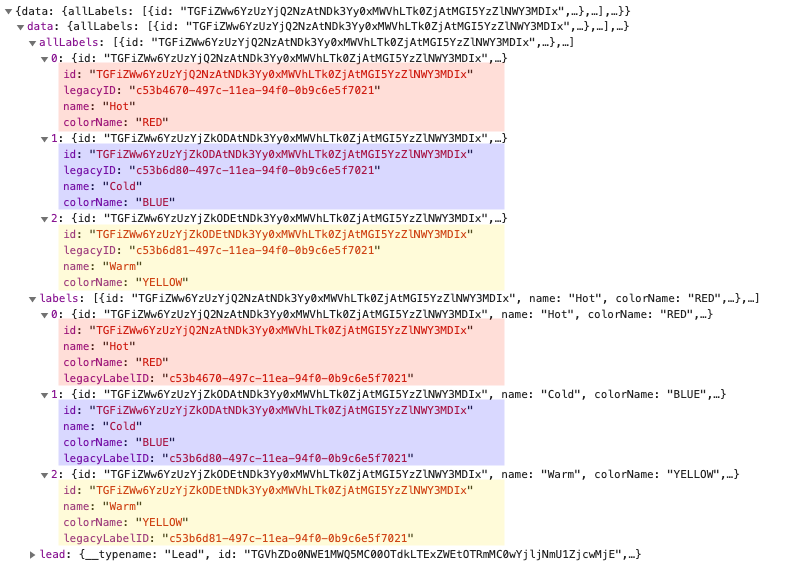 {data: {allLabels: [{id: "TGFiZWw6YzUzYjQ2NzAtNDk3Yy0xMWVhLTk0ZjAtMGI5YzZlNWY3MDIx",…},…],…}}
data: {allLabels: [{id: "TGFiZWw6YzUzYjQ2NzAtNDk3Yy0xMWVhLTk0ZjAtMGI5YzZlNWY3MDIx",…},…],…}
allLabels: [{id: "TGFiZWw6YzUzYjQ2NzAtNDk3Yy0xMWVhLTk0ZjAtMGI5YzZlNWY3MDIx",…},…]
0: {id: "TGFiZWw6YzUzYjQ2NzAtNDk3Yy0xMWVhLTk0ZjAtMGI5YzZlNWY3MDIx",…}
id: "TGFiZWw6YzUzYjQ2NzAtNDk3Yy0xMWVhLTk0ZjAtMGI5YzZlNWY3MDIx"
legacyID: "c53b4670-497c-11ea-94f0-0b9c6e5f7021"
name: "Hot"
colorName: "RED"
1: {id: "TGFiZWw6YzUzYjZkODAtNDk3Yy0xMWVhLTk0ZjAtMGI5YzZlNWY3MDIx",…}
id: "TGFiZWw6YzUzYjZkODAtNDk3Yy0xMWVhLTk0ZjAtMGI5YzZlNWY3MDIx"
legacyID: "c53b6d80-497c-11ea-94f0-0b9c6e5f7021"
name: "Cold"
colorName: "BLUE"
2: {id: "TGFiZWw6YzUzYjZkODEtNDk3Yy0xMWVhLTk0ZjAtMGI5YzZlNWY3MDIx",…}
id: "TGFiZWw6YzUzYjZkODEtNDk3Yy0xMWVhLTk0ZjAtMGI5YzZlNWY3MDIx"
legacyID: "c53b6d81-497c-11ea-94f0-0b9c6e5f7021"
name: "Warm"
colorName: "YELLOW"
labels: [{id: "TGFiZWw6YzUzYjQ2NzAtNDk3Yy0xMWVhLTk0ZjAtMGI5YzZlNWY3MDIx", name: "Hot", colorName: "RED",…},…]
0: {id: "TGFiZWw6YzUzYjQ2NzAtNDk3Yy0xMWVhLTk0ZjAtMGI5YzZlNWY3MDIx", name: "Hot", colorName: "RED",…}
id: "TGFiZWw6YzUzYjQ2NzAtNDk3Yy0xMWVhLTk0ZjAtMGI5YzZlNWY3MDIx"
name: "Hot"
colorName: "RED"
legacyLabelID: "c53b4670-497c-11ea-94f0-0b9c6e5f7021"
1: {id: "TGFiZWw6YzUzYjZkODAtNDk3Yy0xMWVhLTk0ZjAtMGI5YzZlNWY3MDIx", name: "Cold", colorName: "BLUE",…}
id: "TGFiZWw6YzUzYjZkODAtNDk3Yy0xMWVhLTk0ZjAtMGI5YzZlNWY3MDIx"
name: "Cold"
colorName: "BLUE"
legacyLabelID: "c53b6d80-497c-11ea-94f0-0b9c6e5f7021"
2: {id: "TGFiZWw6YzUzYjZkODEtNDk3Yy0xMWVhLTk0ZjAtMGI5YzZlNWY3MDIx", name: "Warm", colorName: "YELLOW",…}
id: "TGFiZWw6YzUzYjZkODEtNDk3Yy0xMWVhLTk0ZjAtMGI5YzZlNWY3MDIx"
name: "Warm"
colorName: "YELLOW"
legacyLabelID: "c53b6d81-497c-11ea-94f0-0b9c6e5f7021"
lead: {__typename: "Lead", id: "TGVhZDo0NWE1MWQ5MC00OTdkLTExZWEtOTRmMC0wYjljNmU1ZjcwMjE",…}